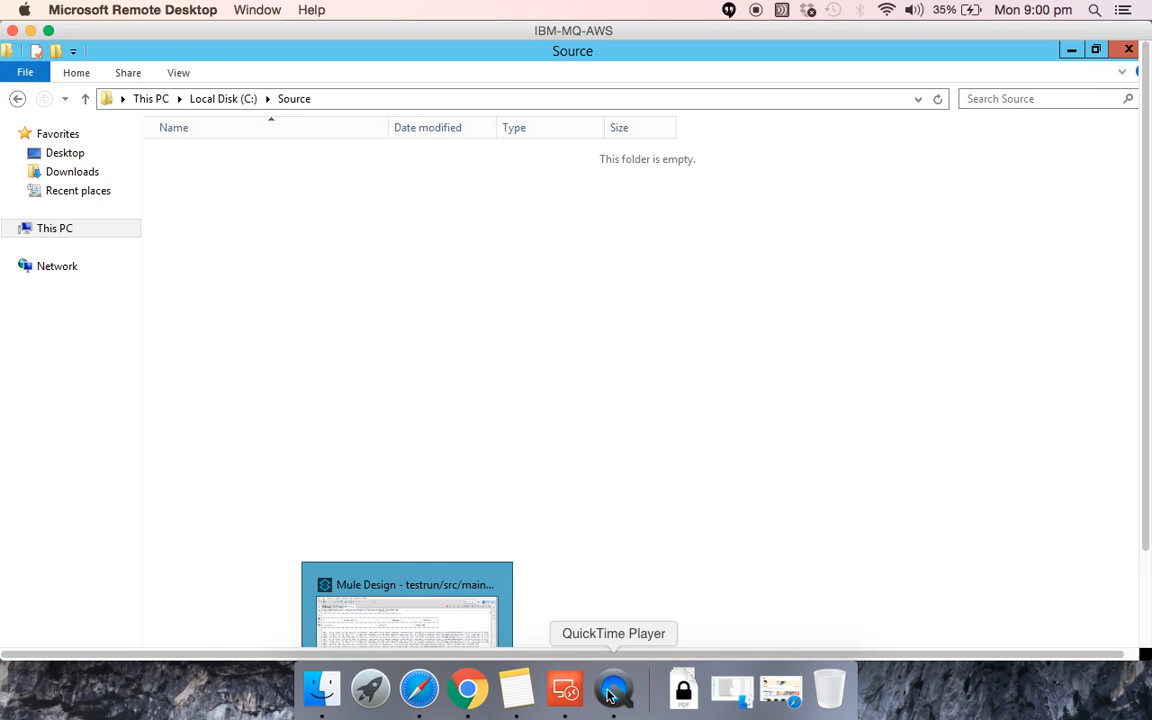 Microsoft Remote Desktop Window Help 35% Mon 9:00 pm
IBM-MQ-AWS
Source
File Home Share View
This PC Local Disk (C:) Source Search Source
Name Date modified Type Size
This folder is empty.
Favorites
Desktop
Downloads
Recent places
This PC
Network
Mule Design - testrun/src/main...
QuickTime Player
PDF